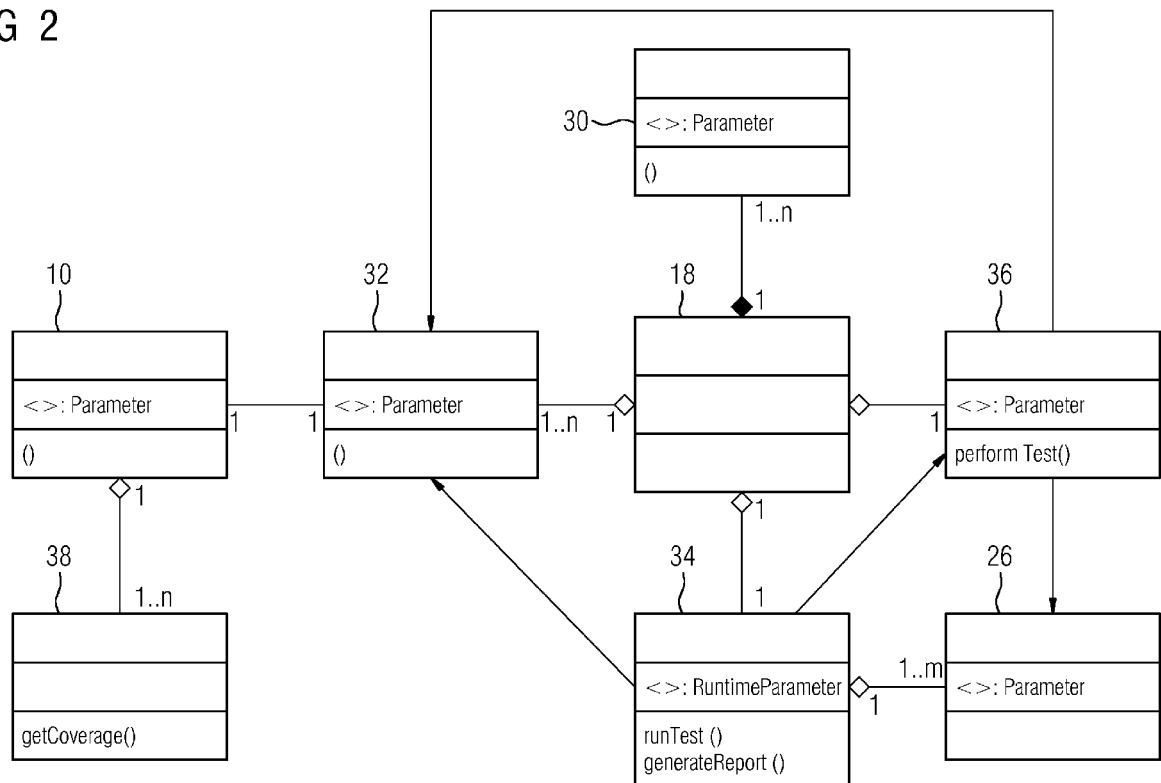 G 2
30
<>: Parameter
()
1..n
10
32
18
1
36
<>: Parameter
()
1
1
<>: Parameter
()
1..n
1
1
<>: Parameter
perform Test()
1
1
38
1..n
34
1
26
getCoverage()
<>: RuntimeParameter
runTest ()
generateReport ()
1
1..m
<>: Parameter